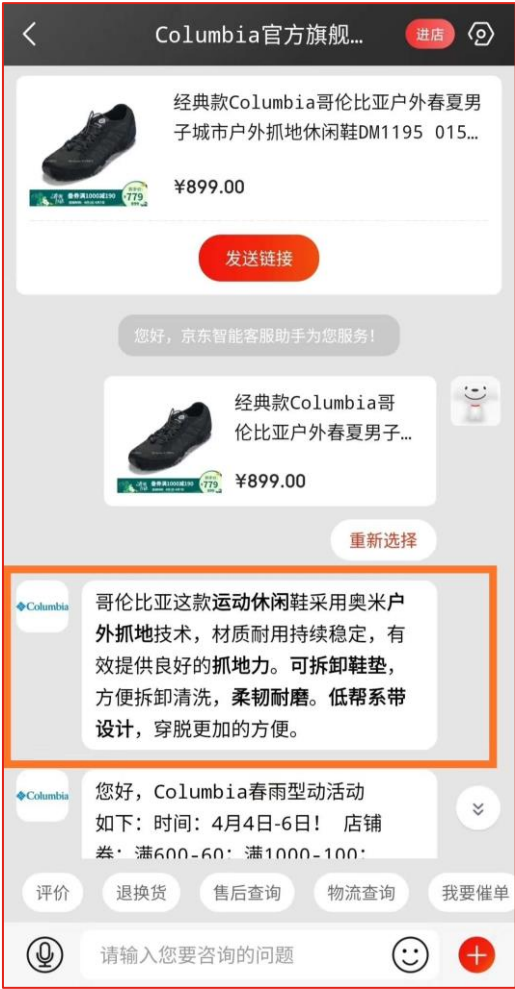 Columbia官方旗舰...
进店
经典款Columbia哥伦比亚户外春夏男
子城市户外抓地休闲鞋DM1195 015...
¥899.00
779
发送链接
您好，京东智能客服助手为您服务！
经典款Columbia哥
伦比亚户外春夏男子...
¥899.00
779
重新选择
Columbia
哥伦比亚这款运动休闲鞋采用奥米户
外抓地技术，材质耐用持续稳定，有
效提供良好的抓地力。可拆卸鞋垫，
方便拆卸清洗，柔韧耐磨。低帮系带
设计，穿脱更加的方便。
Columbia
您好，Columbia春雨型动活动
如下：时间：4月4日-6日！ 店铺
券：满600-60；满1000-100；
评价
退换货
售后查询
物流查询
我要催单
请输入您要咨询的问题